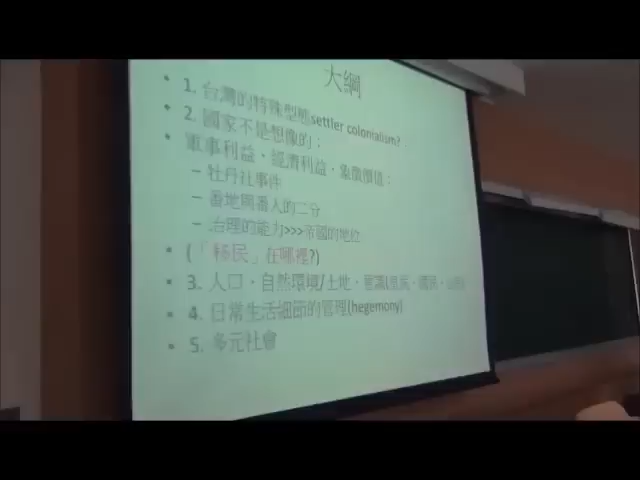 大綱
• 1. 台灣的特殊型態settler colonialism?
• 2. 國家不是想像的：
• 軍事利益，經濟利益，象徵價值：
– 牡丹社事件
– 番地與番人的二分
– 治理的能力>>>帝國的地位
• (「移民」在哪裡?)
• 3. 人口，自然環境/土地，意識(
• 4. 日常生活細節的管理(hegemony)
• 5. 多元社會